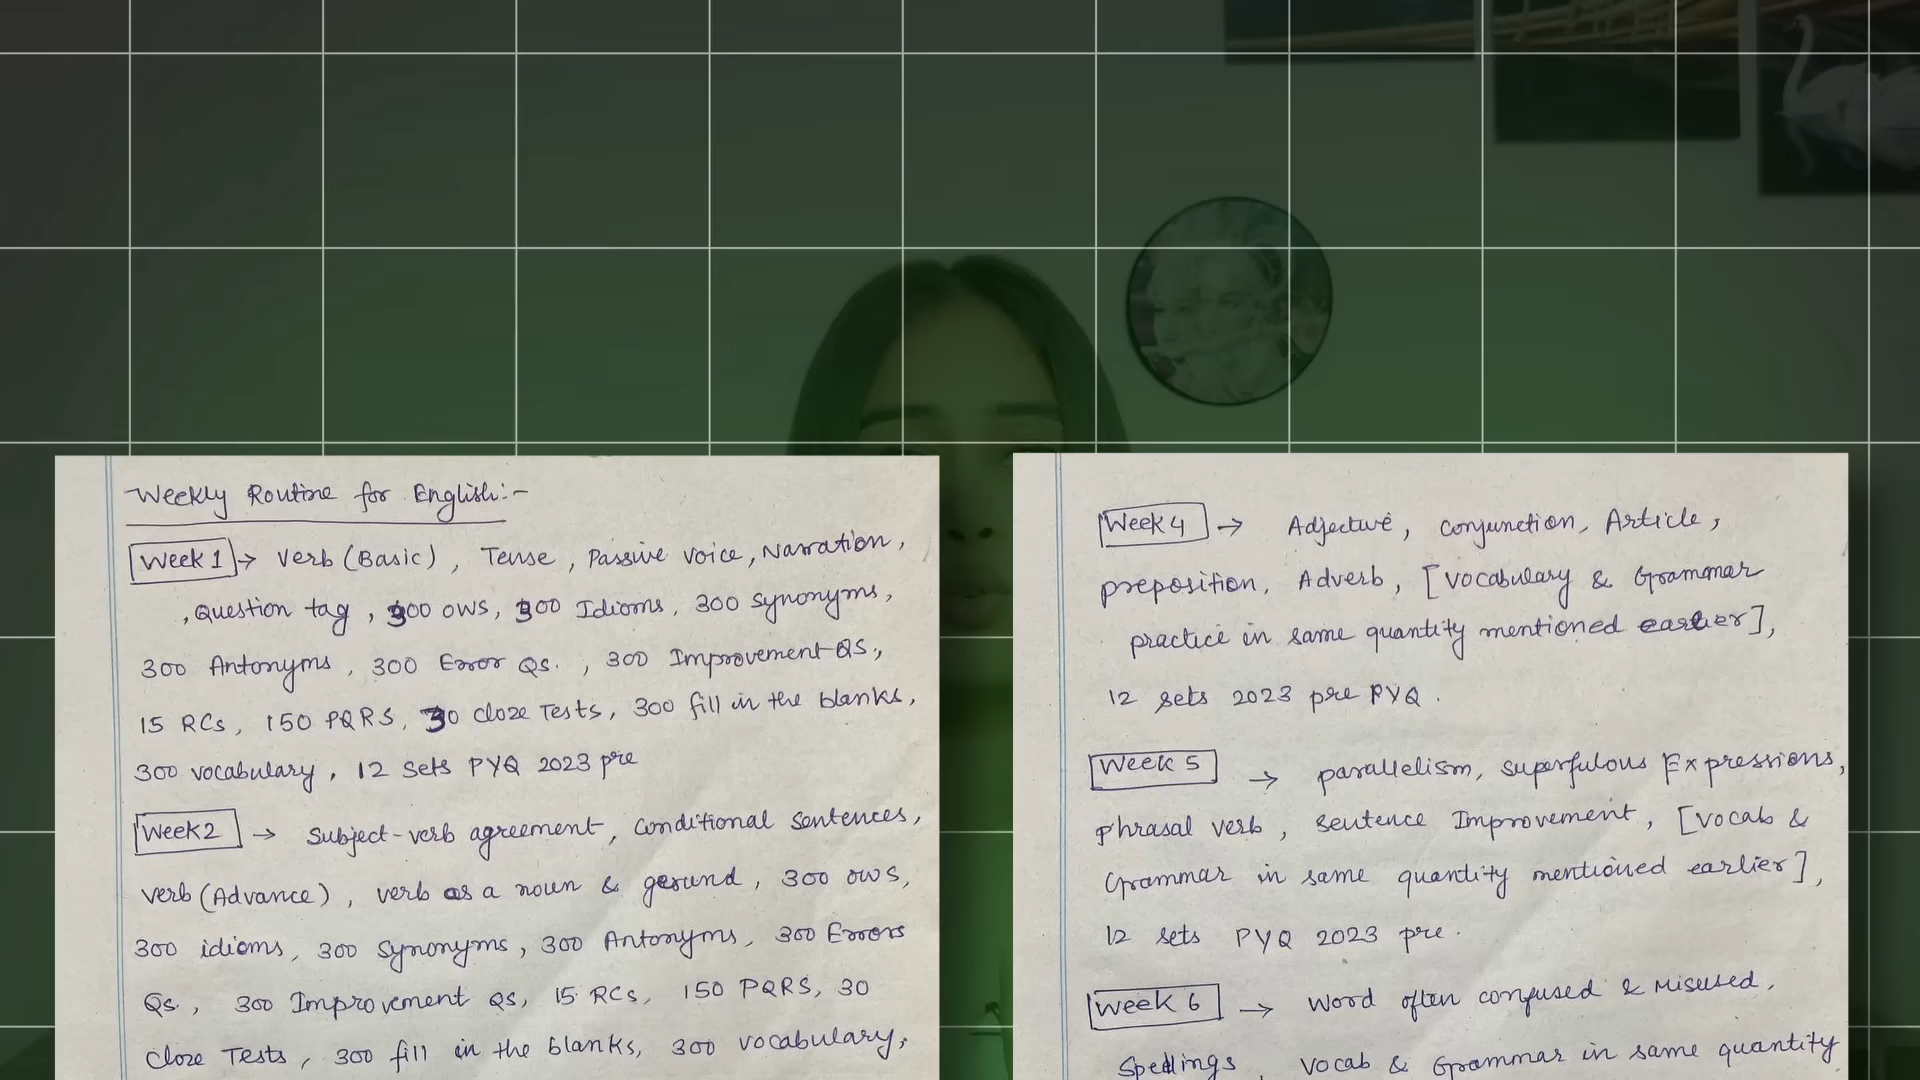 Weekly Routine for English:-
Week 1 → Verb (Basic), Tense, Passive voice, Narration,
, Question tag, 300 OWS, 300 Idioms, 300 synonyms,
300 Antonyms, 300 Error Qs., 300 Improvement QS.,
15 RCs, 150 PQRS, 30 Cloze Tests, 300 fill in the blanks,
300 vocabulary, 12 sets PYQ 2023 pre
Week 2 → Subject-verb agreement, conditional sentences,
verb (Advance), verb as a noun & gerund, 300 ows,
300 idioms, 300 synonyms, 300 Antonyms, 300 Errors
Qs., 300 Improvement Qs, 15 RCs, 150 PQRS, 30
Cloze Tests, 300 fill in the blanks, 300 vocabulary,
Week 4 → Adjective, conjunction, Article,
preposition, Adverb, [vocabulary & Grammar
practice in same quantity mentioned earlier],
12 sets 2023 pre PYQ.
Week 5 → parallelism, superfulous Expressions,
phrasal verb, sentence Improvement, [vocab &
Grammar in same quantity mentioned earlier],
12 sets PYQ 2023 pre.
Week 6 → Word often confused & Misused,
Spellings, vocab & Grammar in same quantity